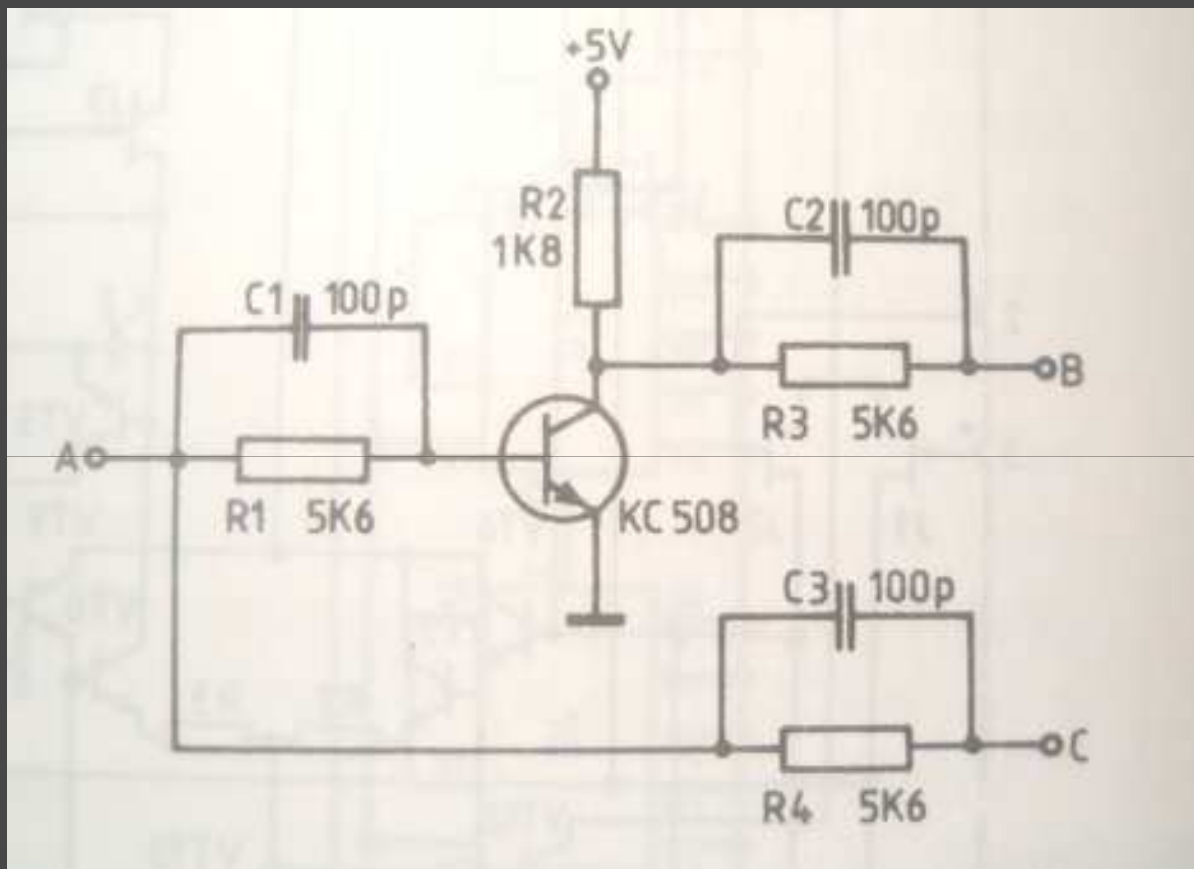 +5V
R2
1K8
C2 100p
C1 100p
B
R3 5K6
A
R1 5K6
KC 508
C3 100p
C
R4 5K6